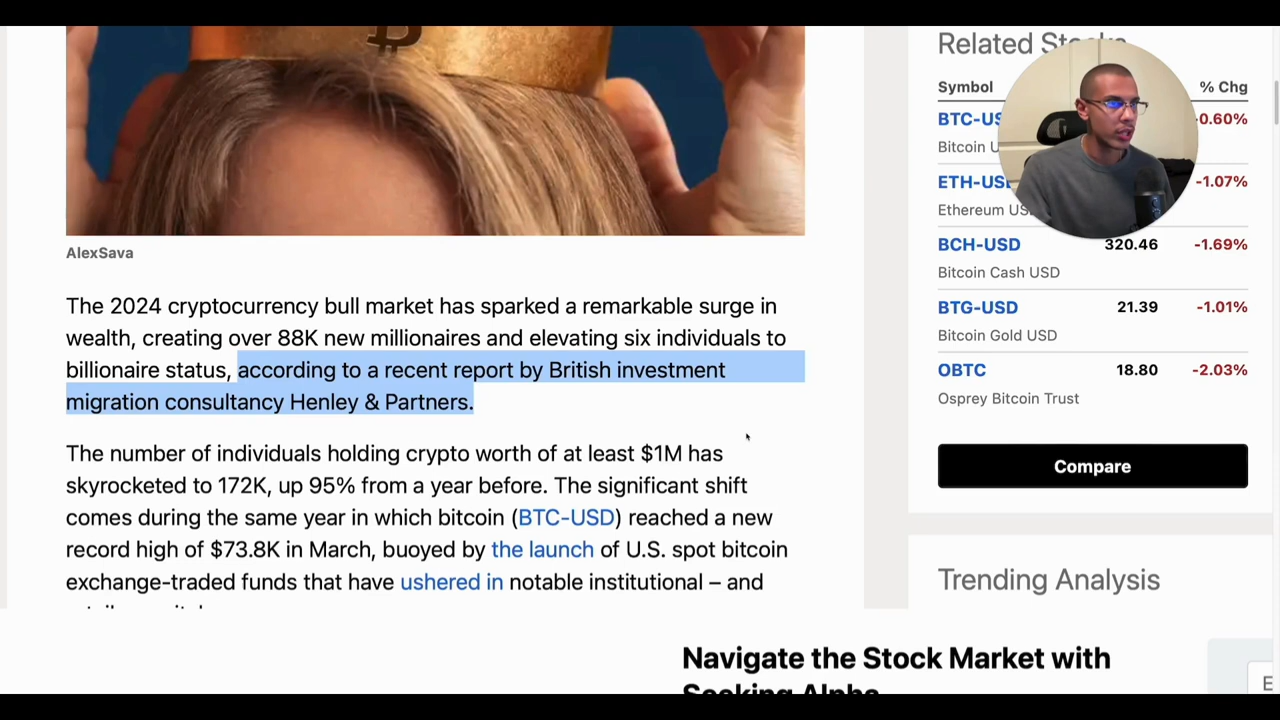 AlexSava
The 2024 cryptocurrency bull market has sparked a remarkable surge in
wealth, creating over 88K new millionaires and elevating six individuals to
billionaire status, according to a recent report by British investment
migration consultancy Henley & Partners.
The number of individuals holding crypto worth of at least $1M has
skyrocketed to 172K, up 95% from a year before. The significant shift
comes during the same year in which bitcoin (BTC-USD) reached a new
record high of $73.8K in March, buoyed by the launch of U.S. spot bitcoin
exchange-traded funds that have ushered in notable institutional – and
Related
Symbol % Chg
BTC-US 0.60%
Bitcoin U
ETH-US -1.07%
Ethereum US
BCH-USD 320.46 -1.69%
Bitcoin Cash USD
BTG-USD 21.39 -1.01%
Bitcoin Gold USD
OBTC 18.80 -2.03%
Osprey Bitcoin Trust
Compare
Trending Analysis
Navigate the Stock Market with
Seeking Alpha